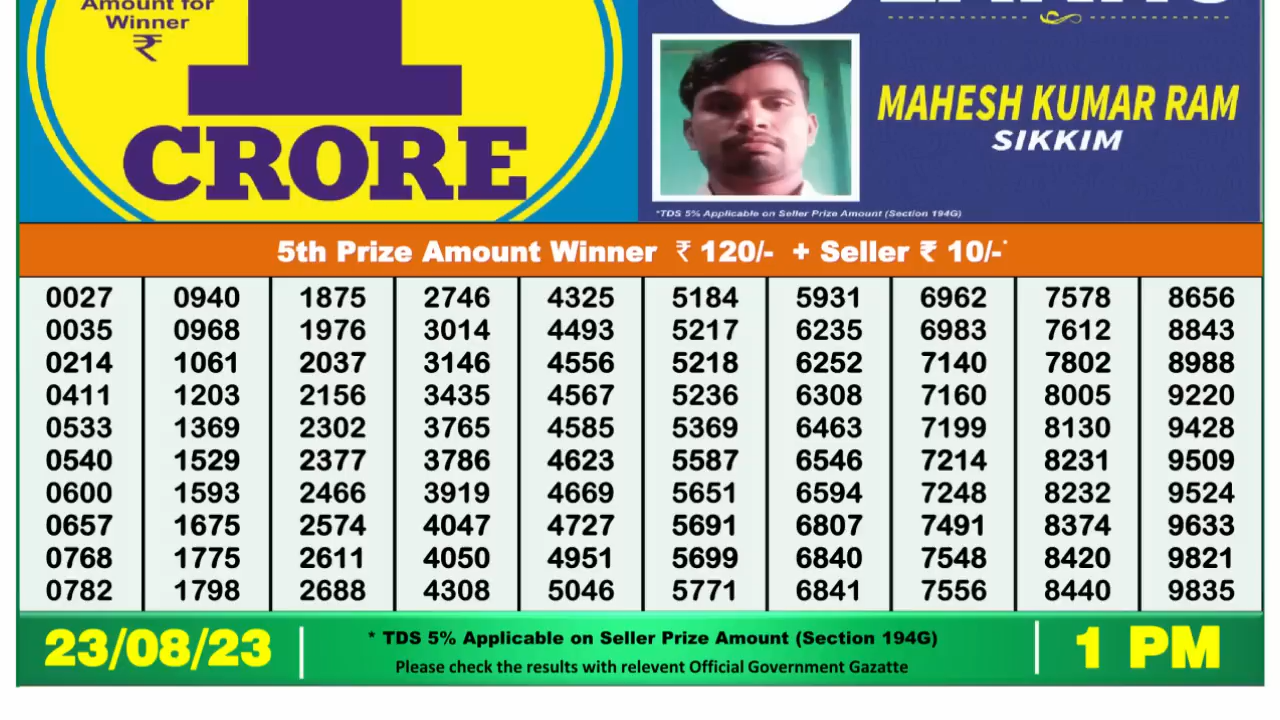 Amount for
Winner
₹
1
CRORE
MAHESH KUMAR RAM
SIKKIM
*TDS 5% Applicable on Seller Prize Amount (Section 194G)
5th Prize Amount Winner ₹ 120/- + Seller ₹ 10/-*
0027 0940 1875 2746 4325 5184 5931 6962 7578 8656
0035 0968 1976 3014 4493 5217 6235 6983 7612 8843
0214 1061 2037 3146 4556 5218 6252 7140 7802 8988
0411 1203 2156 3435 4567 5236 6308 7160 8005 9220
0533 1369 2302 3765 4585 5369 6463 7199 8130 9428
0540 1529 2377 3786 4623 5587 6546 7214 8231 9509
0600 1593 2466 3919 4669 5651 6594 7248 8232 9524
0657 1675 2574 4047 4727 5691 6807 7491 8374 9633
0768 1775 2611 4050 4951 5699 6840 7548 8420 9821
0782 1798 2688 4308 5046 5771 6841 7556 8440 9835
23/08/23
* TDS 5% Applicable on Seller Prize Amount (Section 194G)
Please check the results with relevent Official Government Gazatte
1 PM